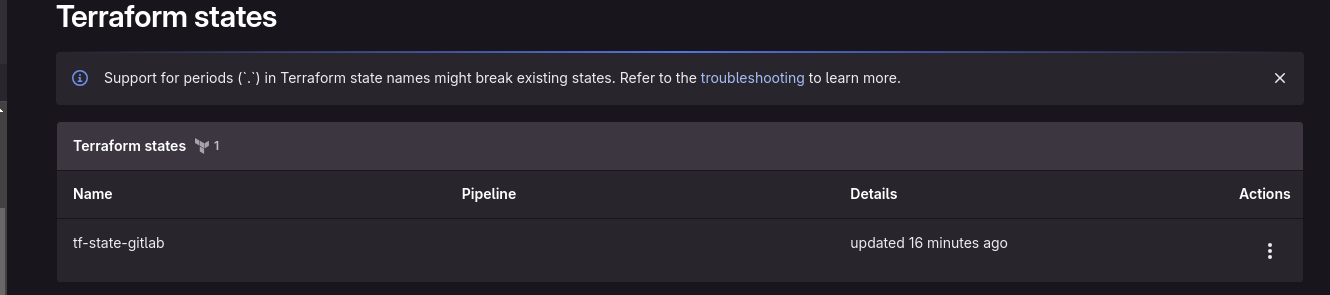 Terraform states
Support for periods (`.`) in Terraform state names might break existing states. Refer to the troubleshooting to learn more.
Terraform states 1
Name Pipeline Details Actions
tf-state-gitlab updated 16 minutes ago